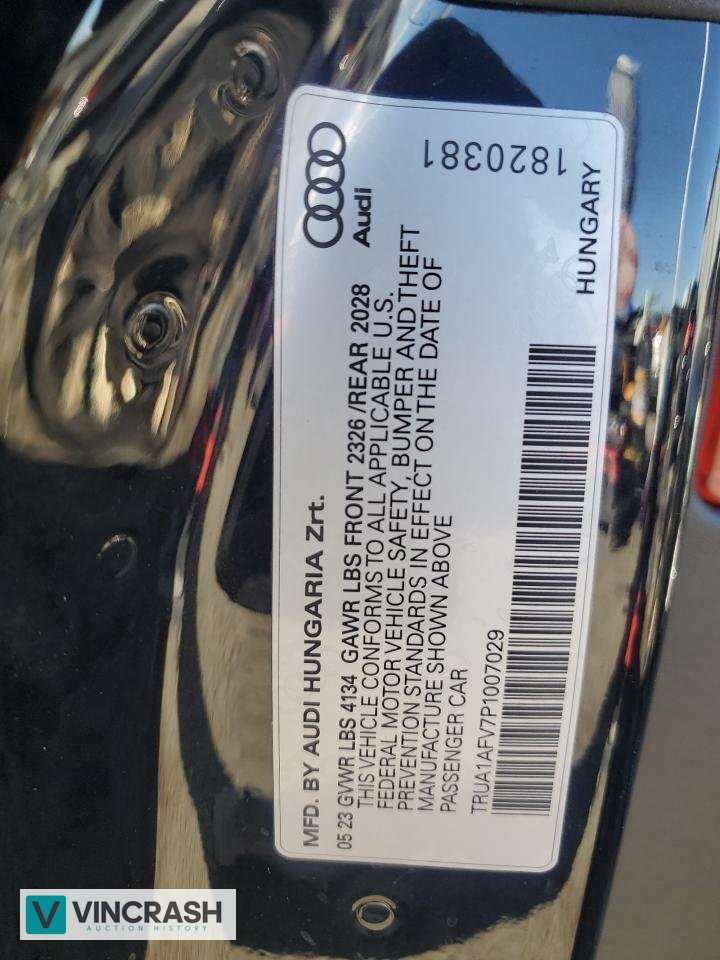 MFD. BY AUDI HUNGARIA Zrt.
Audi
05 23 GVWR LBS 4134 GAWR LBS FRONT 2326 /REAR 2028
THIS VEHICLE CONFORMS TO ALL APPLICABLE U.S.
FEDERAL MOTOR VEHICLE SAFETY, BUMPER AND THEFT
PREVENTION STANDARDS IN EFFECT ON THE DATE OF
MANUFACTURE SHOWN ABOVE
PASSENGER CAR
TRUA1AFV7P1007029
HUNGARY
1820381
V VINCRASH
AUCTION HISTORY